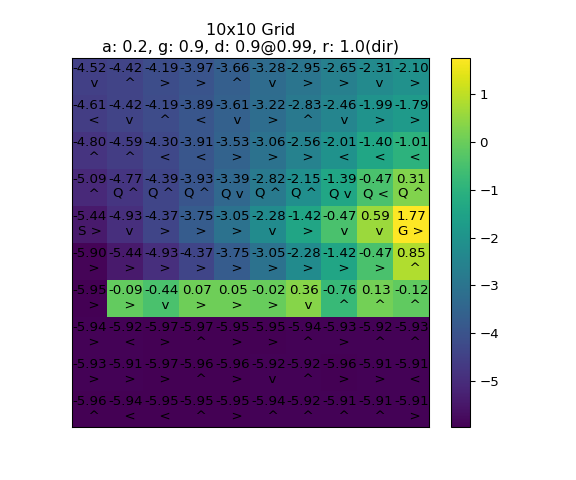 10x10 Grid
a: 0.2, g: 0.9, d: 0.9@0.99, r: 1.0(dir)
-4.52 -4.42 -4.19 -3.97 -3.66 -3.28 -2.95 -2.65 -2.31 -2.10
v ^ > > ^ v > > v >
-4.61 -4.42 -4.19 -3.89 -3.61 -3.22 -2.83 -2.46 -1.99 -1.79
< v ^ < v > ^ v > >
-4.80 -4.59 -4.30 -3.91 -3.53 -3.06 -2.56 -2.01 -1.40 -1.01
^ ^ < < > > > < < <
-5.09 -4.77 -4.39 -3.93 -3.39 -2.82 -2.15 -1.39 -0.47 0.31
^ Q ^ Q ^ Q ^ Q v Q ^ Q ^ Q v Q < Q ^
-5.44 -4.93 -4.37 -3.75 -3.05 -2.28 -1.42 -0.47 0.59 1.77
S > v > > > v > v v G >
-5.90 -5.44 -4.93 -4.37 -3.75 -3.05 -2.28 -1.42 -0.47 0.85
> > > > > > > > > ^
-5.95 -0.09 -0.44 0.07 0.05 -0.02 0.36 -0.76 0.13 -0.12
> > v > > > v ^ ^ ^
-5.94 -5.92 -5.97 -5.97 -5.95 -5.95 -5.94 -5.93 -5.92 -5.93
> < > ^ > > ^ > ^ ^
-5.93 -5.91 -5.97 -5.96 -5.96 -5.92 -5.92 -5.96 -5.91 -5.91
> > > ^ > v ^ > > <
-5.96 -5.94 -5.95 -5.95 -5.95 -5.94 -5.92 -5.91 -5.91 -5.91
^ < < ^ > ^ ^ ^ ^ >
1
0
−1
−2
−3
−4
−5